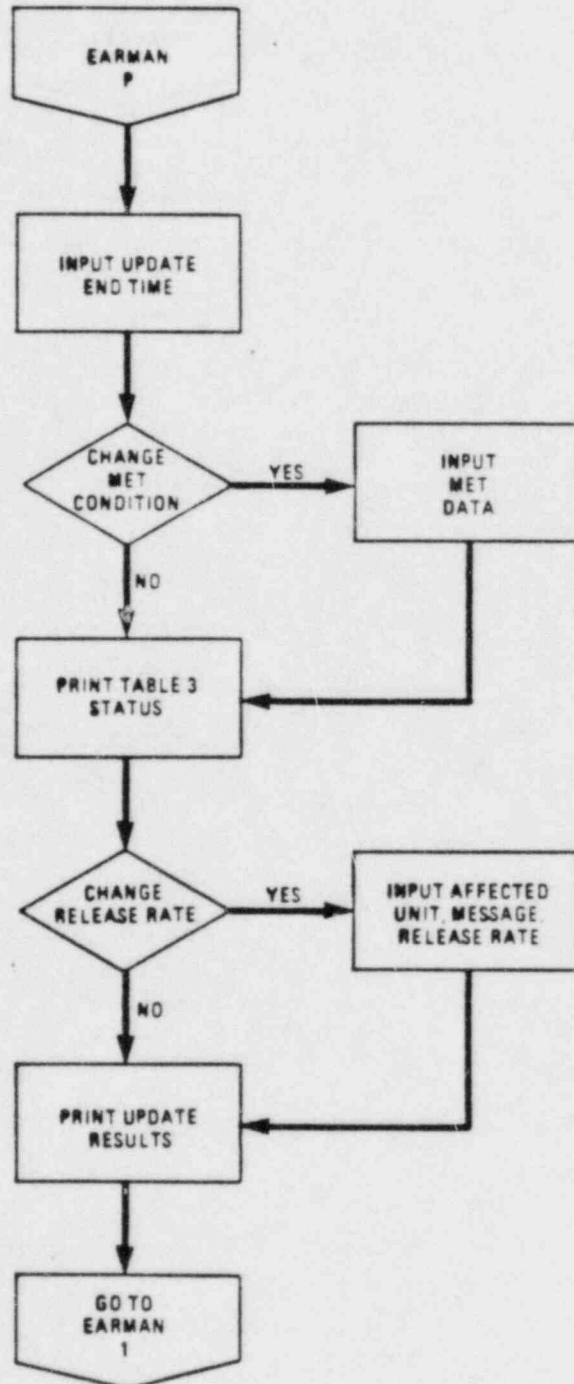 EARMAN
P
INPUT UPDATE
END TIME
CHANGE
MET
CONDITION
YES
INPUT
MET
DATA
NO
PRINT TABLE 3
STATUS
CHANGE
RELEASE RATE
YES
INPUT AFFECTED
UNIT, MESSAGE,
RELEASE RATE
NO
PRINT UPDATE
RESULTS
GO TO
EARMAN
1